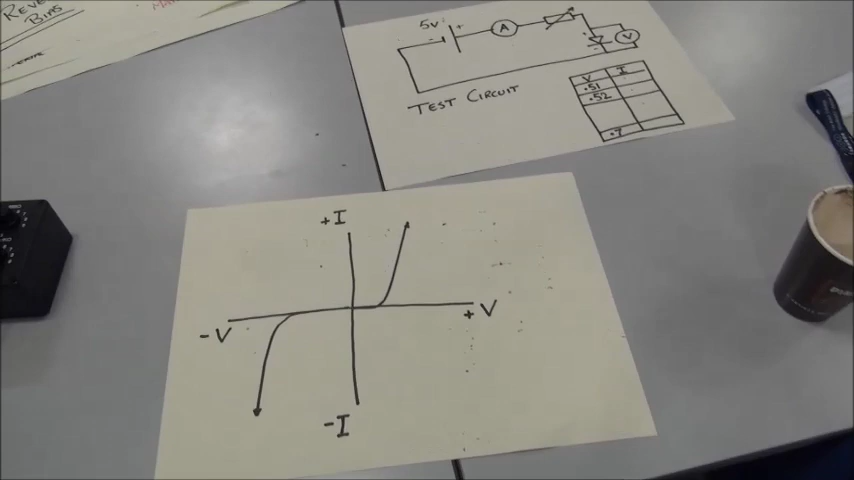 REVE
BIAS
5v
+
-
A
V
TEST CIRCUIT
V I
.51
.52
.7
+I
-V
+V
-I